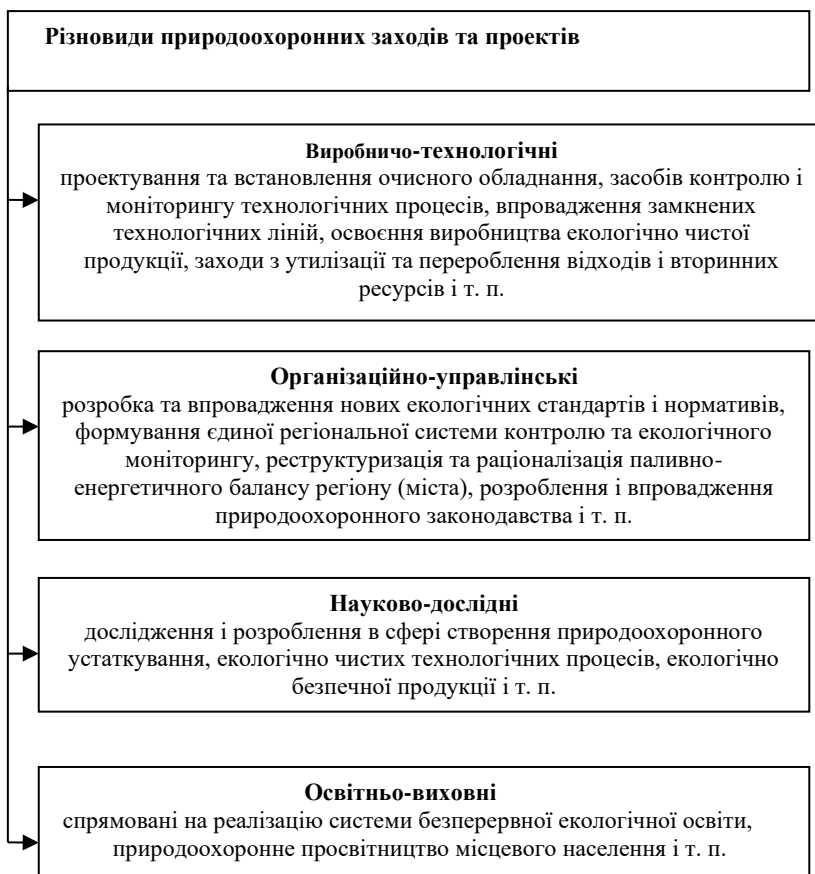 Різновиди природоохоронних заходів та проектів
Виробничо-технологічні
проектування та встановлення очисного обладнання, засобів контролю і
моніторингу технологічних процесів, впровадження замкнених
технологічних ліній, освоєння виробництва екологічно чистої
продукції, заходи з утилізації та перероблення відходів і вторинних
ресурсів і т. п.
Організаційно-управлінські
розробка та впровадження нових екологічних стандартів і нормативів,
формування єдиної регіональної системи контролю та екологічного
моніторингу, реструктуризація та раціоналізація паливно-
енергетичного балансу регіону (міста), розроблення і впровадження
природоохоронного законодавства і т. п.
Науково-дослідні
дослідження і розроблення в сфері створення природоохоронного
устаткування, екологічно чистих технологічних процесів, екологічно
безпечної продукції і т. п.
Освітньо-виховні
спрямовані на реалізацію системи безперервної екологічної освіти,
природоохоронне просвітництво місцевого населення і т. п.